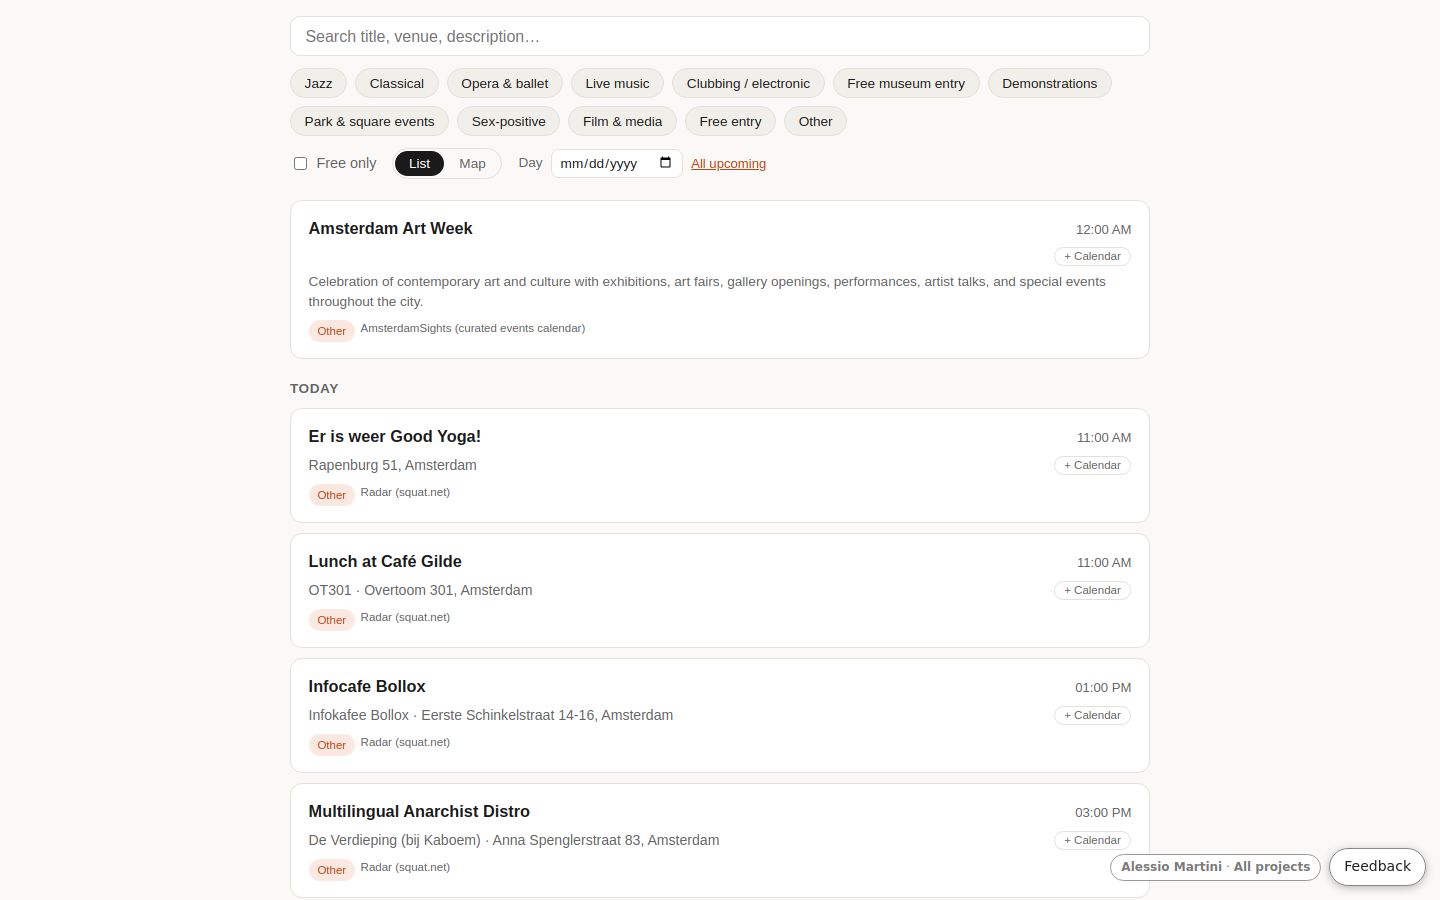 Search title, venue, description…
Jazz
Classical
Opera & ballet
Live music
Clubbing / electronic
Free museum entry
Demonstrations
Park & square events
Sex-positive
Film & media
Free entry
Other
Free only
List
Map
Day
mm/dd/yyyy
All upcoming
Amsterdam Art Week
12:00 AM
+ Calendar
Celebration of contemporary art and culture with exhibitions, art fairs, gallery openings, performances, artist talks, and special events
throughout the city.
Other
AmsterdamSights (curated events calendar)
TODAY
Er is weer Good Yoga!
11:00 AM
Rapenburg 51, Amsterdam
+ Calendar
Other
Radar (squat.net)
Lunch at Café Gilde
11:00 AM
OT301 · Overtoom 301, Amsterdam
+ Calendar
Other
Radar (squat.net)
Infocafe Bollox
01:00 PM
Infokafee Bollox · Eerste Schinkelstraat 14-16, Amsterdam
+ Calendar
Other
Radar (squat.net)
Multilingual Anarchist Distro
03:00 PM
De Verdieping (bij Kaboem) · Anna Spenglerstraat 83, Amsterdam
+ Calendar
Other
Radar (squat.net)
Alessio Martini · All projects
Feedback